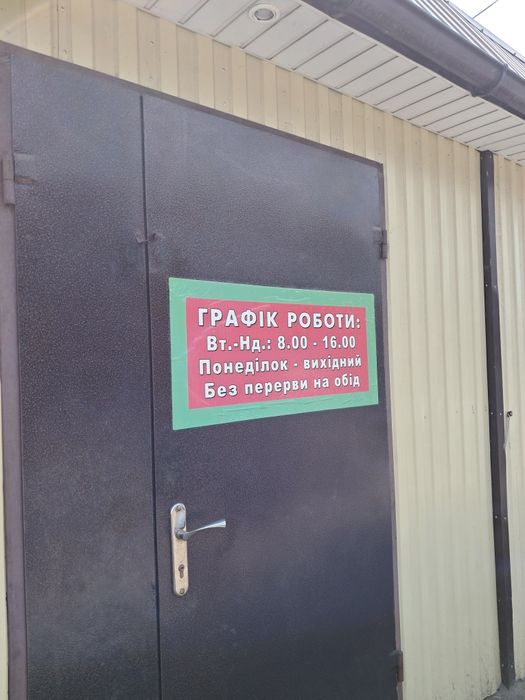 ГРАФІК РОБОТИ:
Вт.-Нд.: 8.00 - 16.00
Понеділок - вихідний
Без перерви на обід